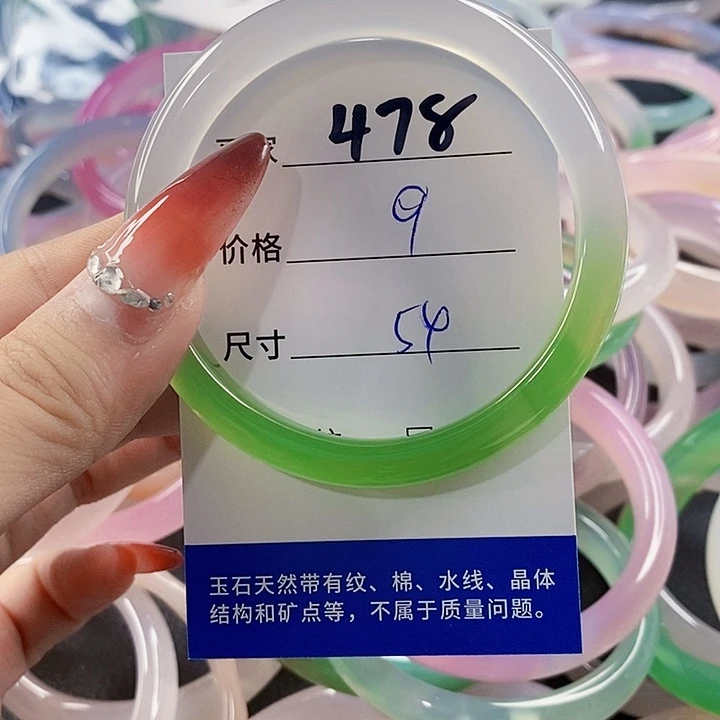 478
价格 9
尺寸 54
玉石天然带有纹、棉、水线、晶体
结构和矿点等，不属于质量问题。